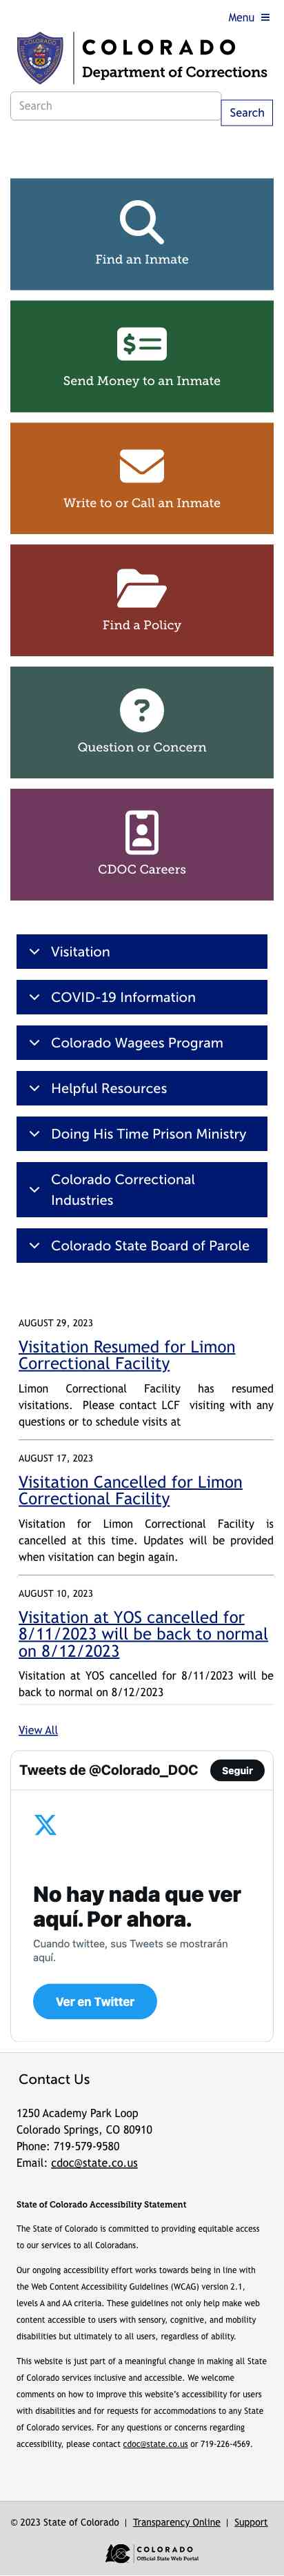 Menu
COLORADO
Department of Corrections
Search
Search
Find an Inmate
Send Money to an Inmate
Write to or Call an Inmate
Find a Policy
Question or Concern
CDOC Careers
Visitation
COVID-19 Information
Colorado Wagees Program
Helpful Resources
Doing His Time Prison Ministry
Colorado Correctional
Industries
Colorado State Board of Parole
AUGUST 29, 2023
Visitation Resumed for Limon
Correctional Facility
Limon Correctional Facility has resumed
visitations. Please contact LCF visiting with any
questions or to schedule visits at
AUGUST 17, 2023
Visitation Cancelled for Limon
Correctional Facility
Visitation for Limon Correctional Facility is
cancelled at this time. Updates will be provided
when visitation can begin again.
AUGUST 10, 2023
Visitation at YOS cancelled for
8/11/2023 will be back to normal
on 8/12/2023
Visitation at YOS cancelled for 8/11/2023 will be
back to normal on 8/12/2023
View All
Tweets de @Colorado_DOC Seguir
No hay nada que ver
aquí. Por ahora.
Cuando twittee, sus Tweets se mostrarán
aquí.
Ver en Twitter
Contact Us
1250 Academy Park Loop
Colorado Springs, CO 80910
Phone: 719-579-9580
Email: cdoc@state.co.us
State of Colorado Accessibility Statement
The State of Colorado is committed to providing equitable access
to our services to all Coloradans.
Our ongoing accessibility effort works towards being in line with
the Web Content Accessibility Guidelines (WCAG) version 2.1,
levels A and AA criteria. These guidelines not only help make web
content accessible to users with sensory, cognitive, and mobility
disabilities but ultimately to all users, regardless of ability.
This website is just part of a meaningful change in making all State
of Colorado services inclusive and accessible. We welcome
comments on how to improve this website's accessibility for users
with disabilities and for requests for accommodations to any State
of Colorado services. For any questions or concerns regarding
accessibility, please contact cdoc@state.co.us or 719-226-4569.
© 2023 State of Colorado | Transparency Online | Support
COLORADO
Official State Web Portal